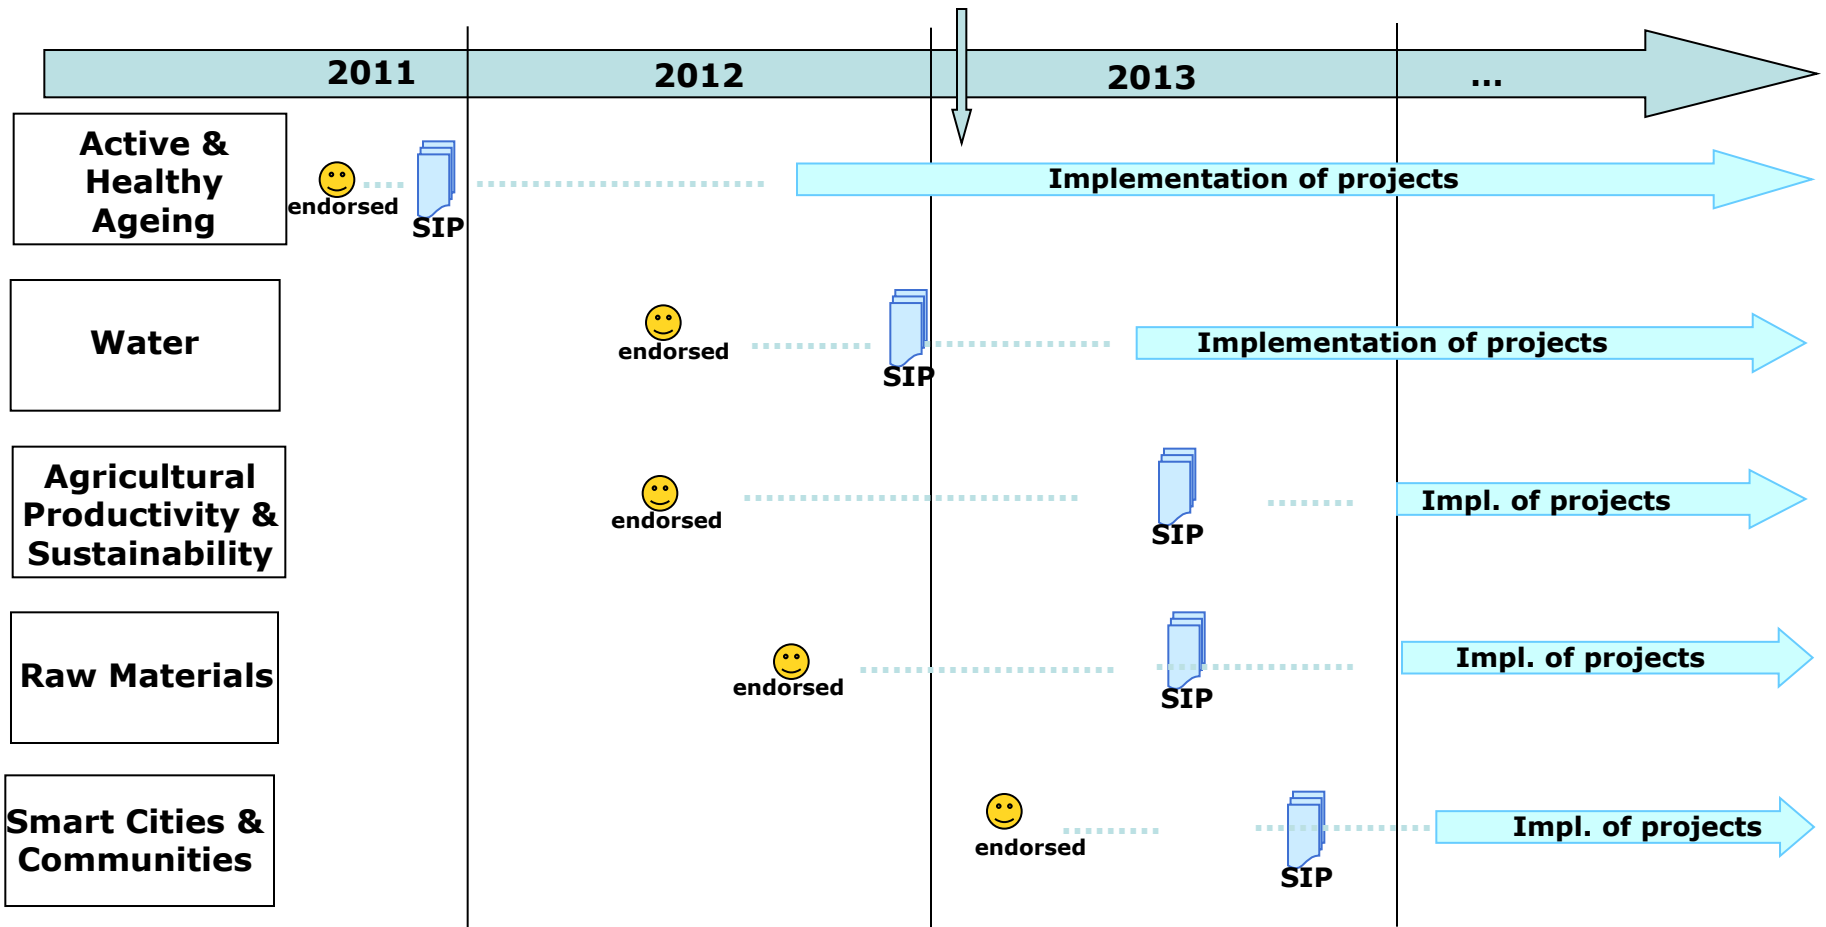 2011
2012
2013
...
Active &
Healthy
Ageing
endorsed
SIP
Implementation of projects
Water
endorsed
SIP
Implementation of projects
Agricultural
Productivity &
Sustainability
endorsed
SIP
Impl. of projects
Raw Materials
endorsed
SIP
Impl. of projects
Smart Cities &
Communities
endorsed
SIP
Impl. of projects